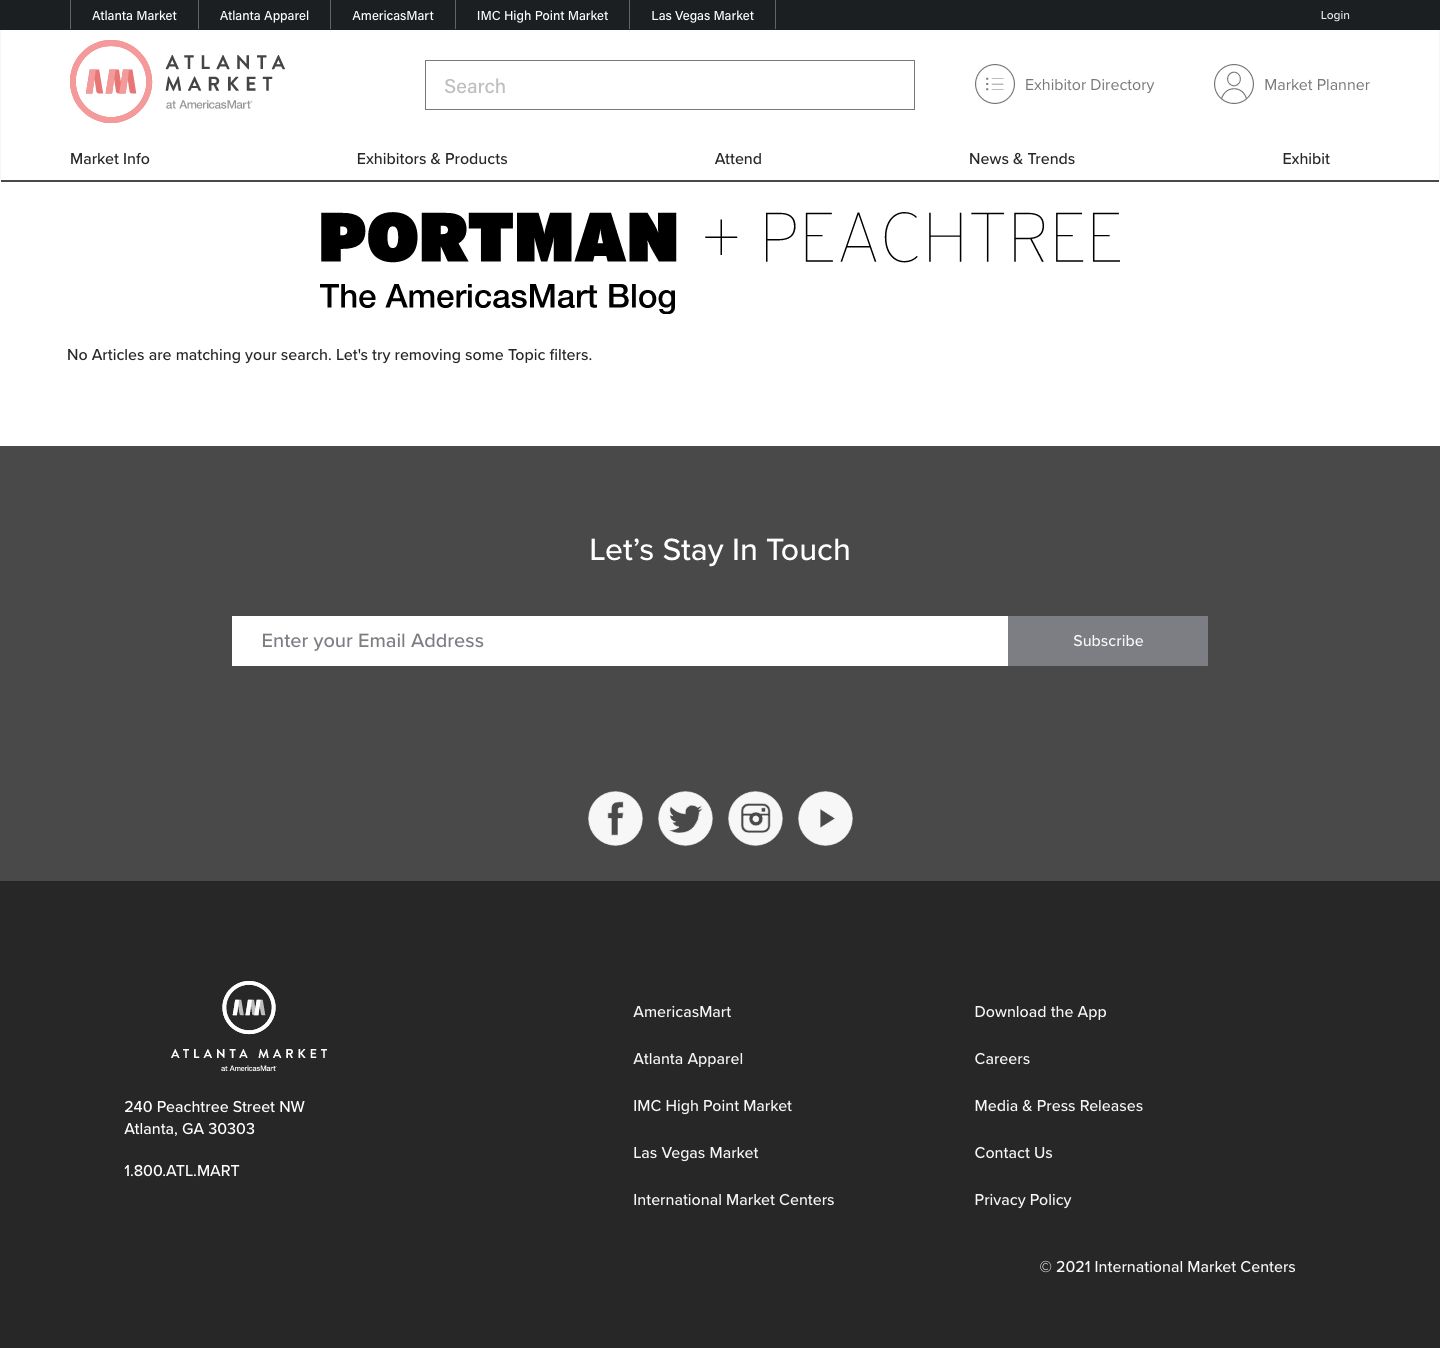 Atlanta Market
Atlanta Apparel
AmericasMart
IMC High Point Market
Las Vegas Market
Login
AM
ATLANTA
MARKET
at AmericasMart
Search
Exhibitor Directory
Market Planner
Market Info
Exhibitors & Products
Attend
News & Trends
Exhibit
PORTMAN + PEACHTREE
The AmericasMart Blog
No Articles are matching your search. Let's try removing some Topic filters.
Let’s Stay In Touch
Enter your Email Address
Subscribe
AM
ATLANTA MARKET
at AmericasMart
240 Peachtree Street NW
Atlanta, GA 30303
1.800.ATL.MART
AmericasMart
Atlanta Apparel
IMC High Point Market
Las Vegas Market
International Market Centers
Download the App
Careers
Media & Press Releases
Contact Us
Privacy Policy
© 2021 International Market Centers